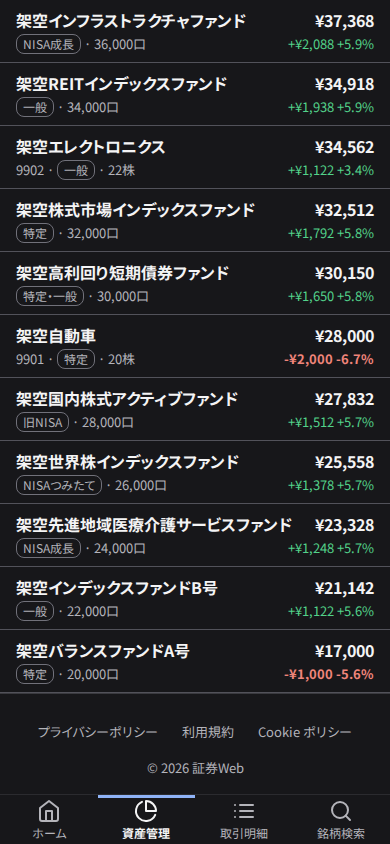 架空インフラストラクチャファンド ¥37,368
NISA成長 · 36,000口 +¥2,088 +5.9%
架空REITインデックスファンド ¥34,918
一般 · 34,000口 +¥1,938 +5.9%
架空エレクトロニクス ¥34,562
9902 · 一般 · 22株 +¥1,122 +3.4%
架空株式市場インデックスファンド ¥32,512
特定 · 32,000口 +¥1,792 +5.8%
架空高利回り短期債券ファンド ¥30,150
特定・一般 · 30,000口 +¥1,650 +5.8%
架空自動車 ¥28,000
9901 · 特定 · 20株 -¥2,000 -6.7%
架空国内株式アクティブファンド ¥27,832
旧NISA · 28,000口 +¥1,512 +5.7%
架空世界株インデックスファンド ¥25,558
NISAつみたて · 26,000口 +¥1,378 +5.7%
架空先進地域医療介護サービスファンド ¥23,328
NISA成長 · 24,000口 +¥1,248 +5.7%
架空インデックスファンドB号 ¥21,142
一般 · 22,000口 +¥1,122 +5.6%
架空バランスファンドA号 ¥17,000
特定 · 20,000口 -¥1,000 -5.6%
プライバシーポリシー 利用規約 Cookie ポリシー
© 2026 証券Web
ホーム 資産管理 取引明細 銘柄検索